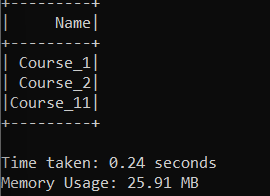 +---------+
|     Name|
+---------+
| Course_1|
| Course_2|
|Course_11|
+---------+
Time taken: 0.24 seconds
Memory Usage: 25.91 MB